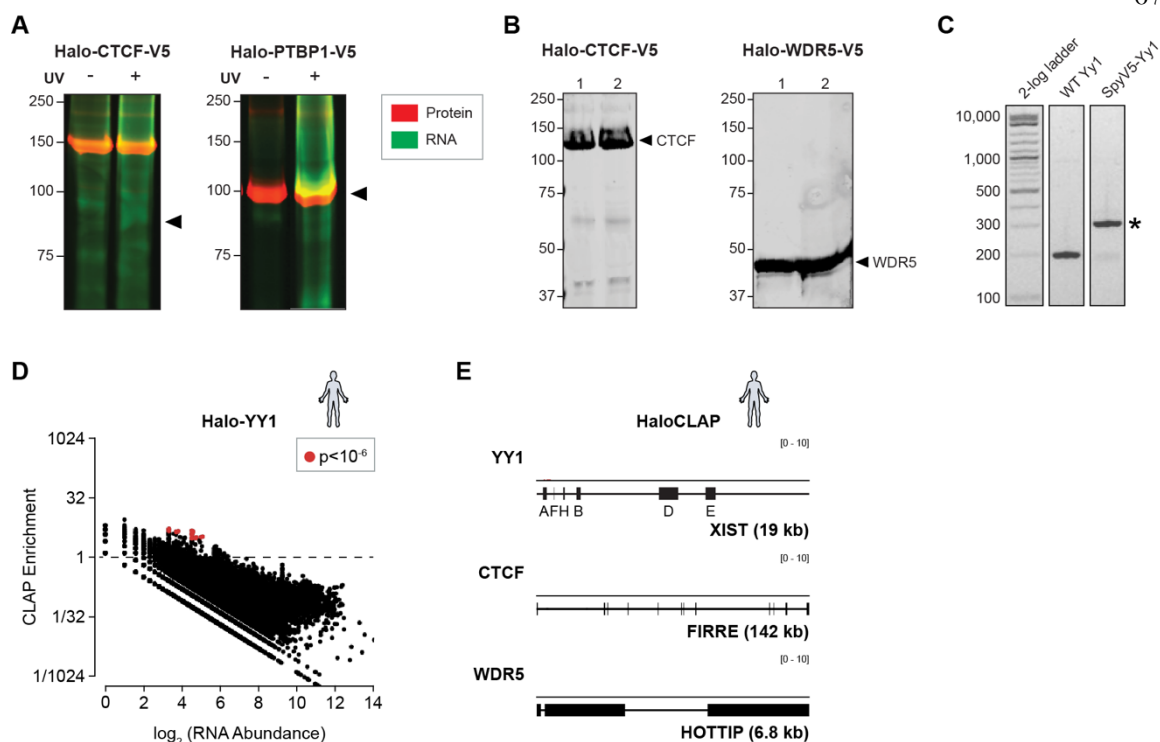 A
Halo-CTCF-V5
UV - +
250
150
100
75
Halo-PTBP1-V5
UV - +
250
150
100
75
Protein
RNA
B
Halo-CTCF-V5
1 2
250
150
100
75
50
37
CTCF
Halo-WDR5-V5
1 2
250
150
100
75
50
37
WDR5
C
2-log ladder
WT Yy1
SpyV5-Yy1
10,000
1,000
500
300
200
100
*
D
Halo-YY1
p<10⁻⁶
CLAP Enrichment
1024
32
1
1/32
1/1024
0 2 4 6 8 10 12 14
log₂ (RNA Abundance)
E
HaloCLAP
YY1
[0 - 10]
AFH B D E
XIST (19 kb)
CTCF
[0 - 10]
FIRRE (142 kb)
WDR5
[0 - 10]
HOTTIP (6.8 kb)